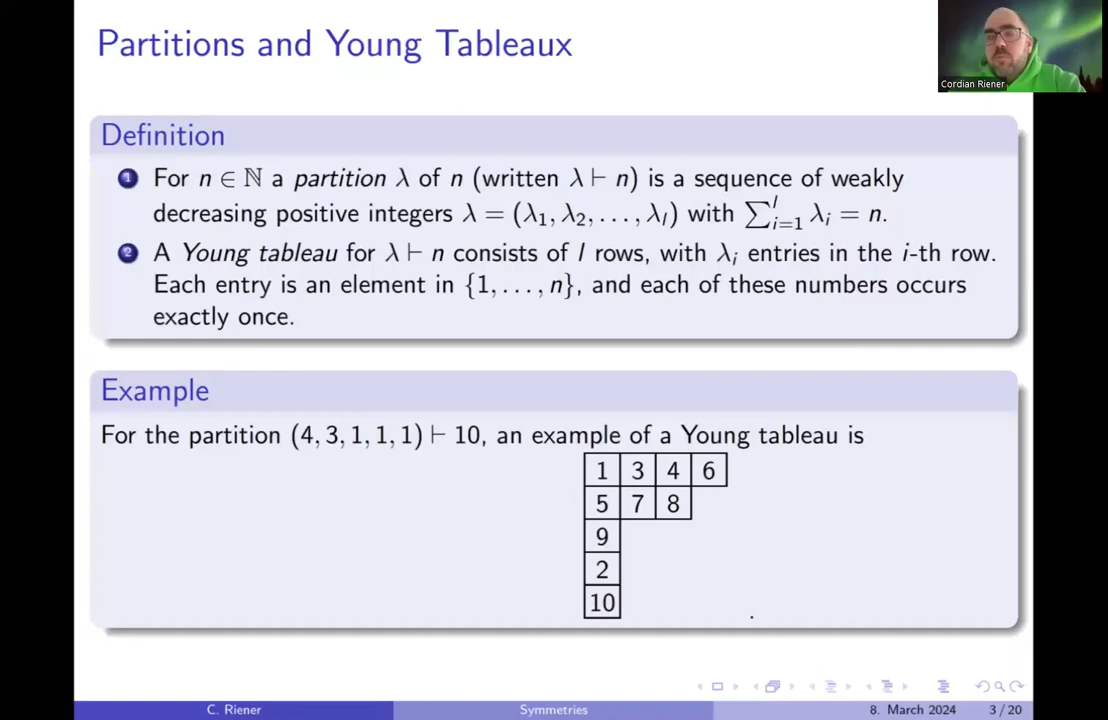 Partitions and Young Tableaux
Cordian Riener
Definition
1 For n ∈ ℕ a partition λ of n (written λ ⊢ n) is a sequence of weakly
decreasing positive integers λ = (λ₁, λ₂, . . . , λₗ) with ∑ˡᵢ₌₁ λᵢ = n.
2 A Young tableau for λ ⊢ n consists of l rows, with λᵢ entries in the i-th row.
Each entry is an element in {1, . . . , n}, and each of these numbers occurs
exactly once.
Example
For the partition (4, 3, 1, 1, 1) ⊢ 10, an example of a Young tableau is
1 3 4 6
5 7 8
9
2
10
.
C. Riener Symmetries 8. March 2024 3 / 20